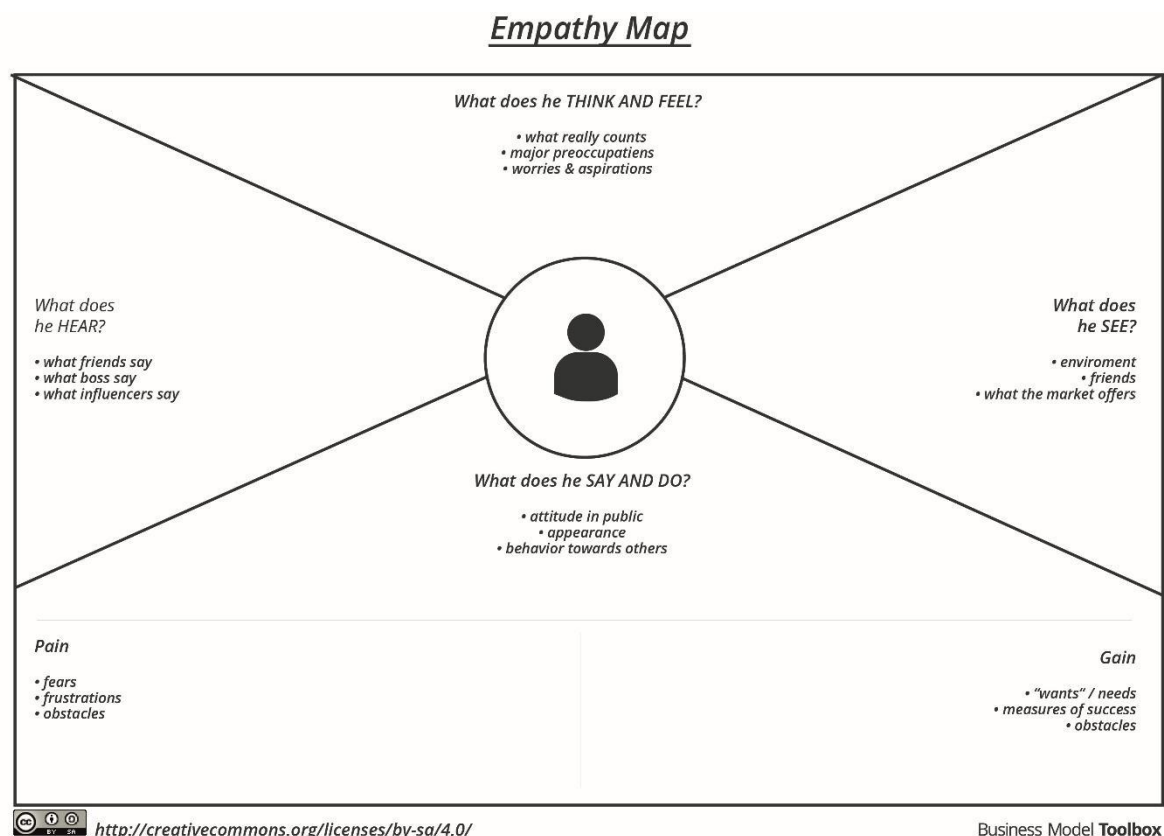 Empathy Map
What does he THINK AND FEEL?
• what really counts
• major preoccupatiens
• worries & aspirations
What does
he HEAR?
• what friends say
• what boss say
• what influencers say
What does
he SEE?
• enviroment
• friends
• what the market offers
What does he SAY AND DO?
• attitude in public
• appearance
• behavior towards others
Pain
• fears
• frustrations
• obstacles
Gain
• “wants” / needs
• measures of success
• obstacles
cc BY SA
http://creativecommons.org/licenses/by-sa/4.0/
Business Model Toolbox